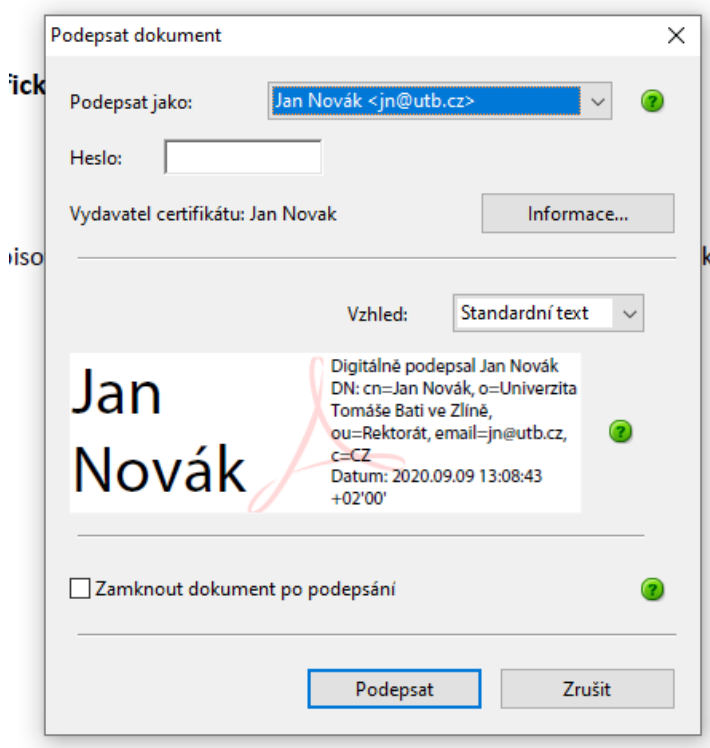 Podepsat dokument
fick
Podepsat jako: Jan Novák <jn@utb.cz>
Heslo:
Vydavatel certifikátu: Jan Novak Informace...
oiso k
Vzhled: Standardní text
Jan
Novák
Digitálně podepsal Jan Novák
DN: cn=Jan Novák, o=Univerzita
Tomáše Bati ve Zlíně,
ou=Rektorát, email=jn@utb.cz,
c=CZ
Datum: 2020.09.09 13:08:43
+02'00'
Zamknout dokument po podepsání
Podepsat Zrušit